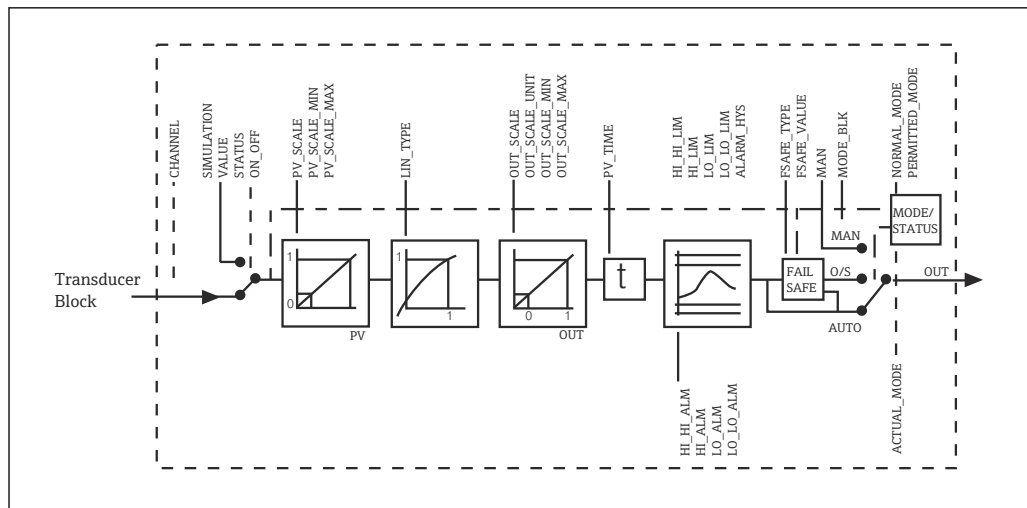 CHANNEL
SIMULATION
VALUE
STATUS
ON_OFF
PV_SCALE
PV_SCALE_MIN
PV_SCALE_MAX
LIN_TYPE
OUT_SCALE
OUT_SCALE_UNIT
OUT_SCALE_MIN
OUT_SCALE_MAX
PV_TIME
HI_HI_LIM
HI_LIM
LO_LIM
LO_LO_LIM
ALARM_HYS
FSAFE_TYPE
FSAFE_VALUE
MAN
MODE_BLK
NORMAL_MODE
PERMITTED_MODE
MODE/
STATUS
MAN
Transducer
Block
1
0
PV
1
1
0
1
OUT
t
FAIL
SAFE
O/S
OUT
AUTO
HI_HI_ALM
HI_ALM
LO_ALM
LO_LO_ALM
ACTUAL_MODE